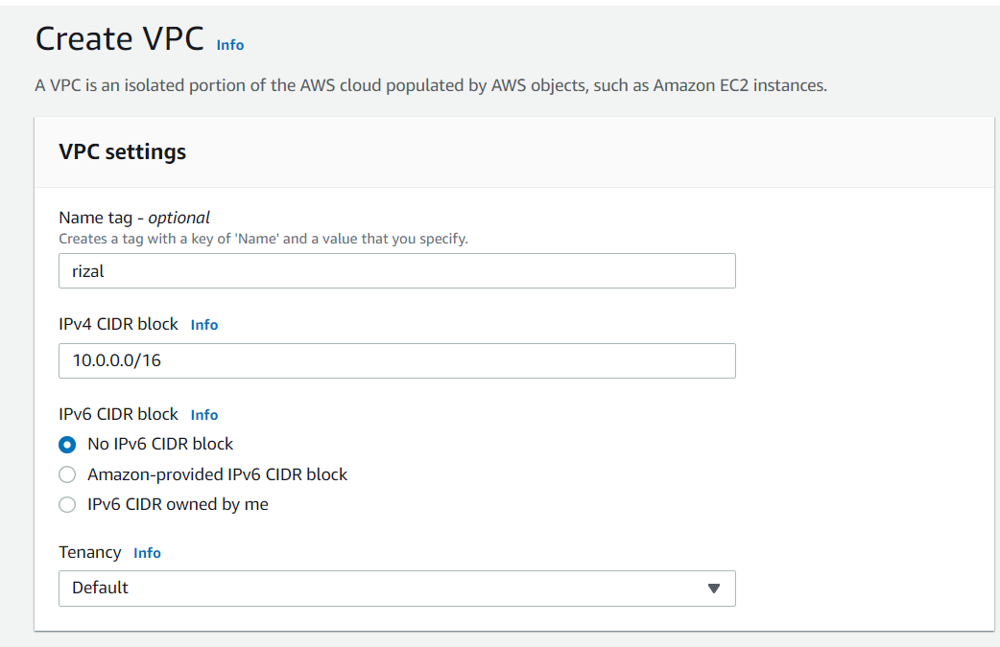 Create VPC Info
A VPC is an isolated portion of the AWS cloud populated by AWS objects, such as Amazon EC2 instances.
VPC settings
Name tag - optional
Creates a tag with a key of 'Name' and a value that you specify.
rizal
IPv4 CIDR block Info
10.0.0.0/16
IPv6 CIDR block Info
No IPv6 CIDR block
Amazon-provided IPv6 CIDR block
IPv6 CIDR owned by me
Tenancy Info
Default